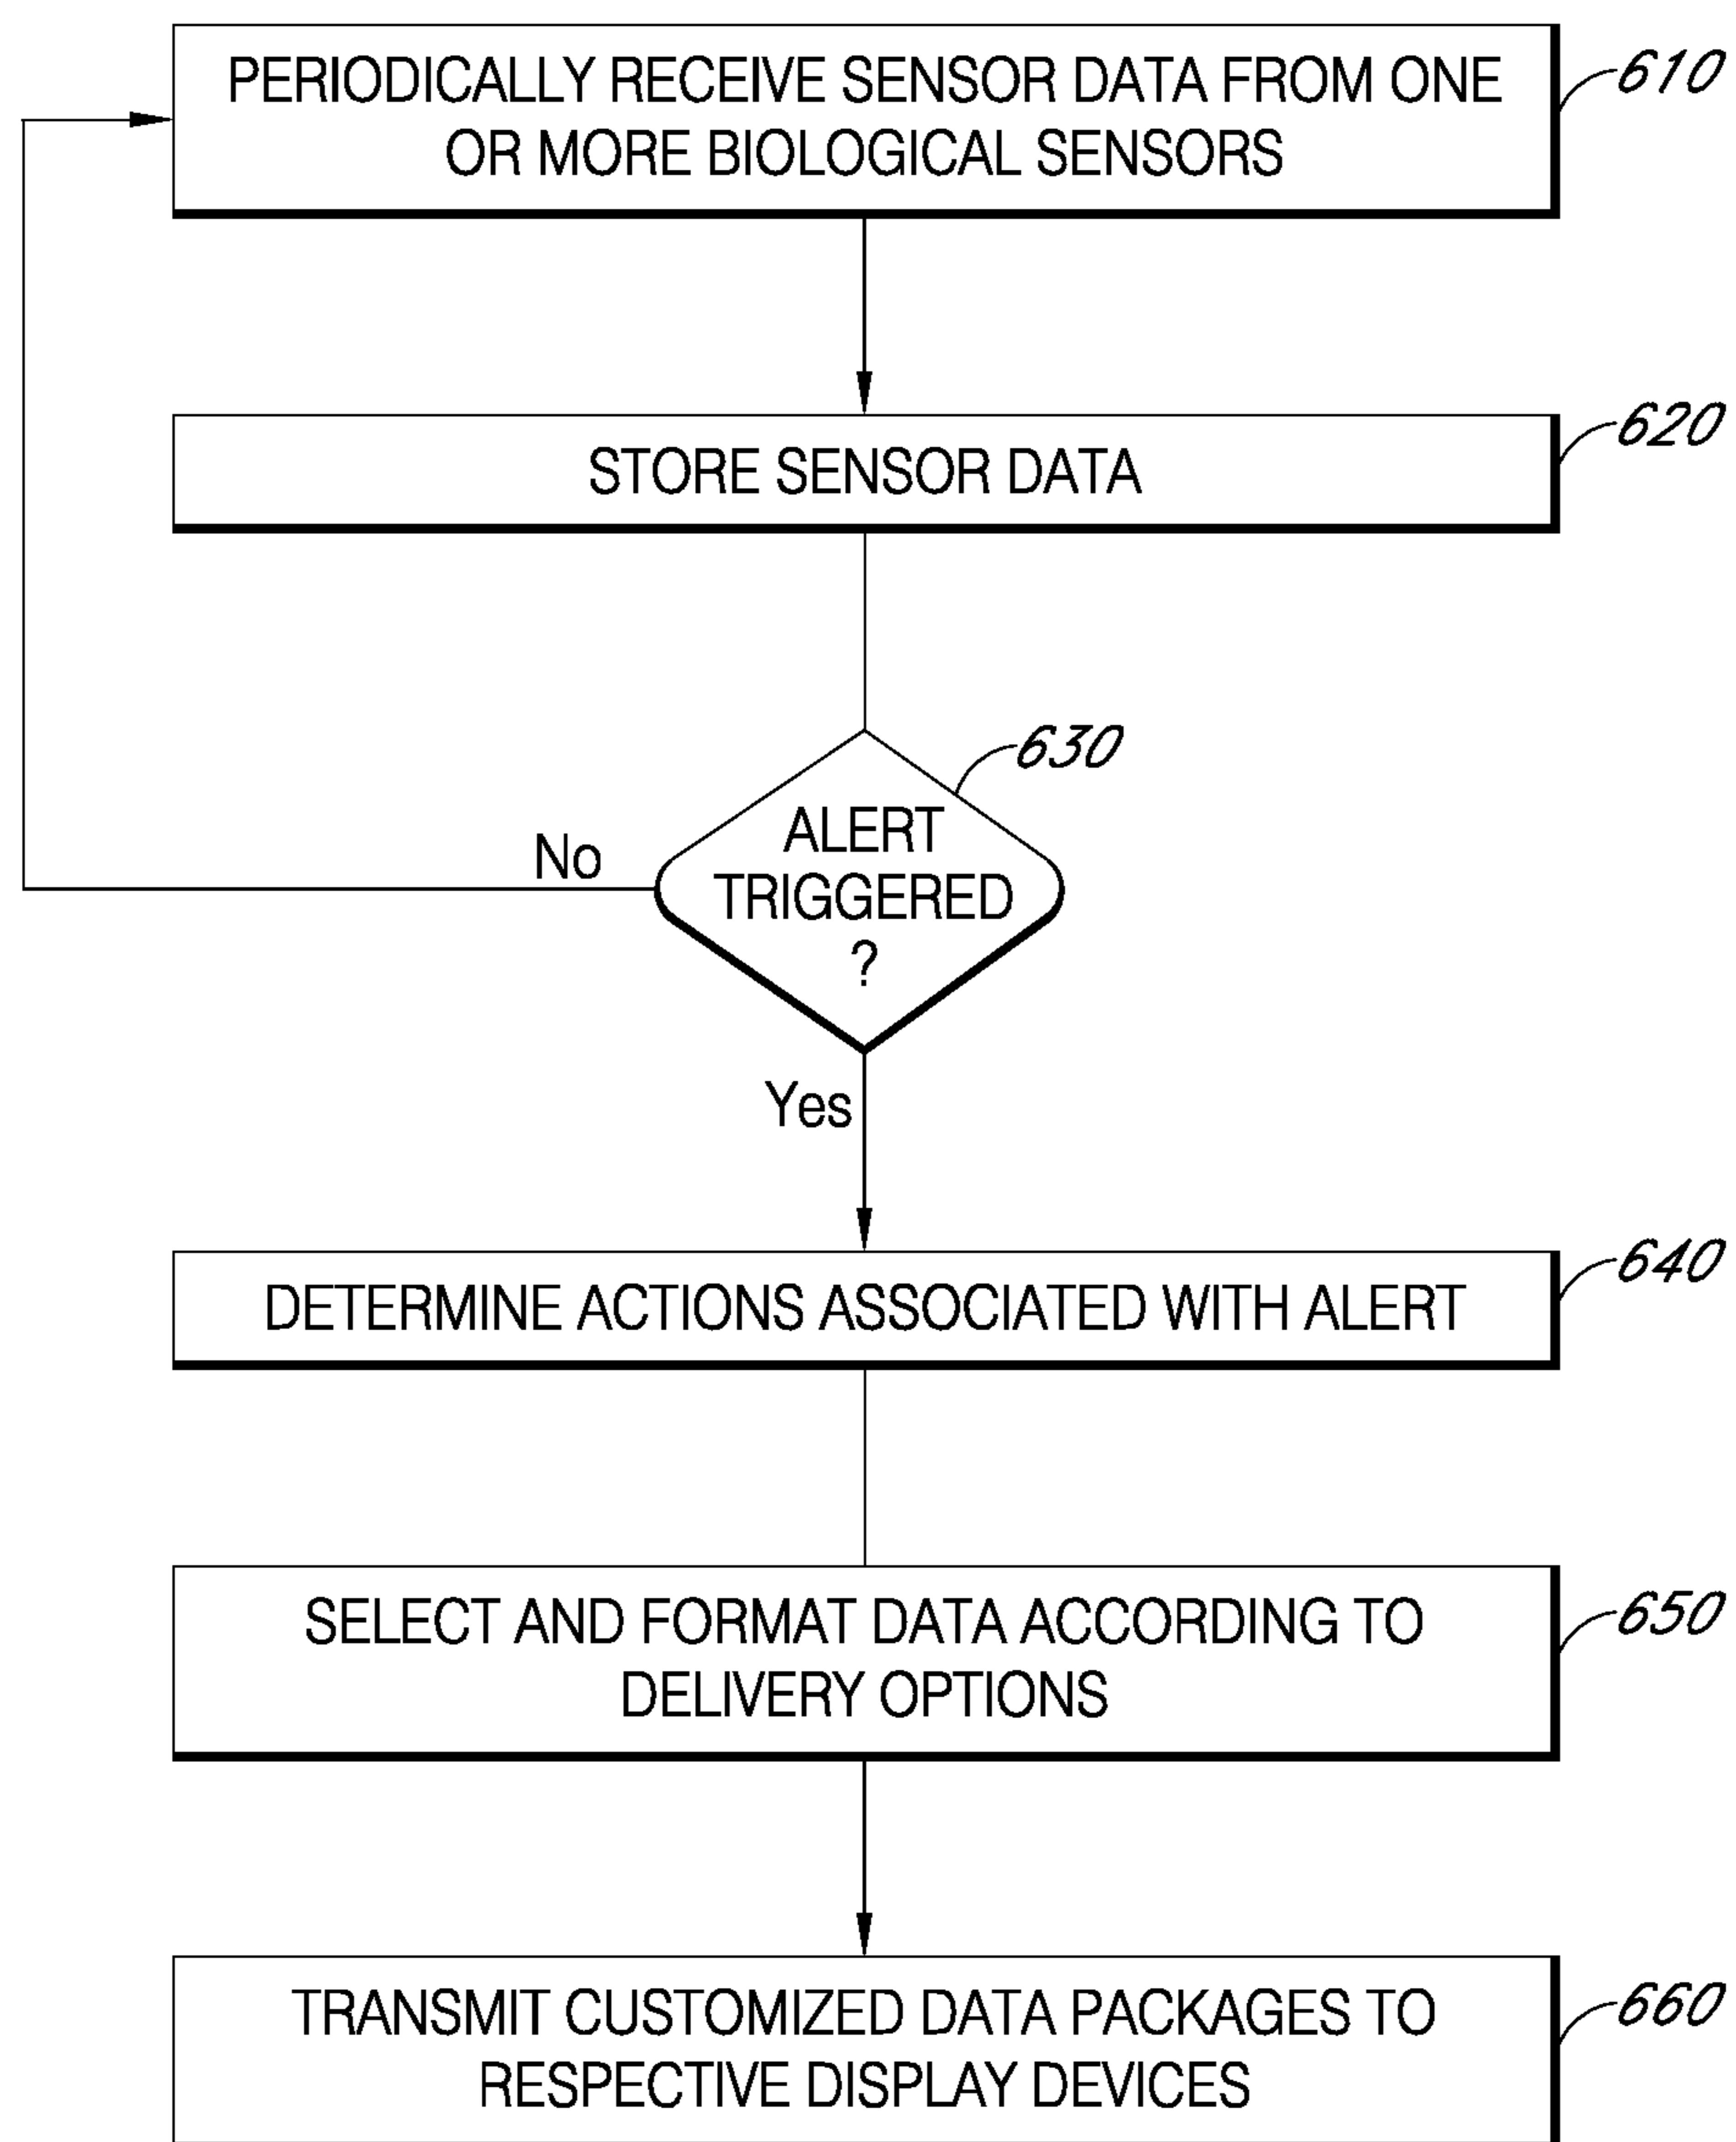 PERIODICALLY RECEIVE SENSOR DATA FROM ONE
OR MORE BIOLOGICAL SENSORS
610
STORE SENSOR DATA
620
630
ALERT
TRIGGERED
?
No
Yes
DETERMINE ACTIONS ASSOCIATED WITH ALERT
640
SELECT AND FORMAT DATA ACCORDING TO
DELIVERY OPTIONS
650
TRANSMIT CUSTOMIZED DATA PACKAGES TO
RESPECTIVE DISPLAY DEVICES
660